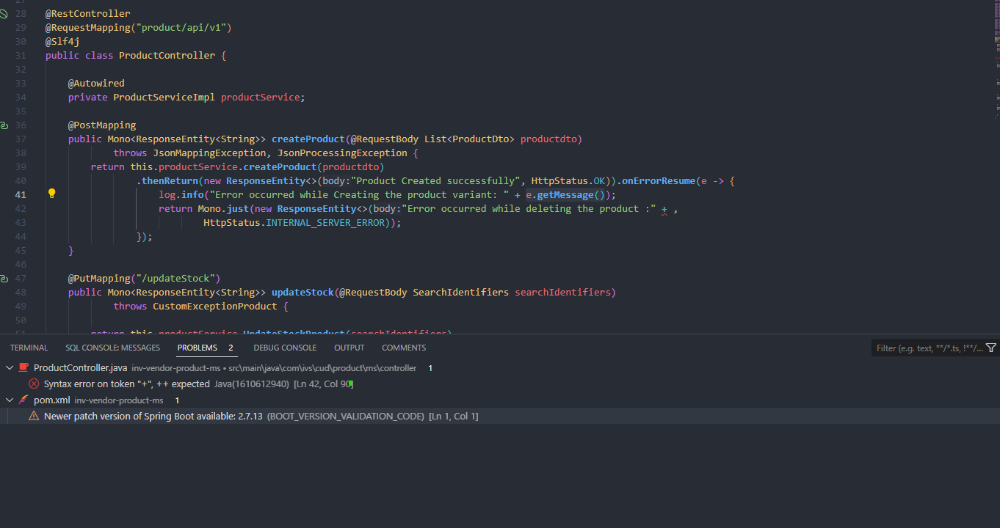 27
28 @RestController
29 @RequestMapping("product/api/v1")
30 @Slf4j
31 public class ProductController {
32
33 @Autowired
34 private ProductServiceImpl productService;
35
36 @PostMapping
37 public Mono<ResponseEntity<String>> createProduct(@RequestBody List<ProductDto> productdto)
38 throws JsonMappingException, JsonProcessingException {
39 return this.productService.createProduct(productdto)
40 .thenReturn(new ResponseEntity<>(body:"Product Created successfully", HttpStatus.OK)).onErrorResume(e -> {
41 log.info("Error occurred while Creating the product variant: " + e.getMessage());
42 return Mono.just(new ResponseEntity<>(body:"Error occurred while deleting the product :" + ,
43 HttpStatus.INTERNAL_SERVER_ERROR));
44 });
45 }
46
47 @PutMapping("/updateStock")
48 public Mono<ResponseEntity<String>> updateStock(@RequestBody SearchIdentifiers searchIdentifiers)
49 throws CustomExceptionProduct {
50
51 return this.productService.UpdateStockProduct(searchIdentifiers)
TERMINAL SQL CONSOLE: MESSAGES PROBLEMS 2 DEBUG CONSOLE OUTPUT COMMENTS Filter (e.g. text, **/*.ts, !**/...
ProductController.java inv-vendor-product-ms • src\main\java\com\ivs\cud\product\ms\controller 1
Syntax error on token "+", ++ expected Java(1610612940) [Ln 42, Col 90]
pom.xml inv-vendor-product-ms 1
Newer patch version of Spring Boot available: 2.7.13 (BOOT_VERSION_VALIDATION_CODE) [Ln 1, Col 1]